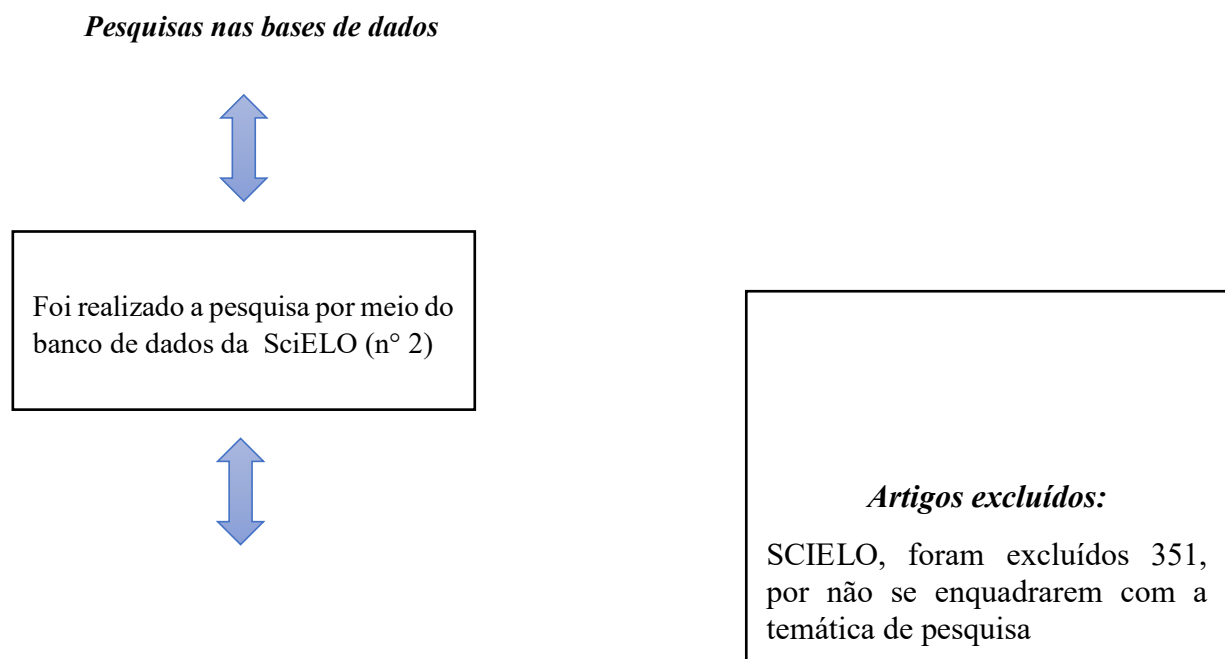 Pesquisas nas bases de dados
Foi realizado a pesquisa por meio do
banco de dados da SciELO (n° 2)
Artigos excluídos:
SCIELO, foram excluídos 351,
por não se enquadrarem com a
temática de pesquisa